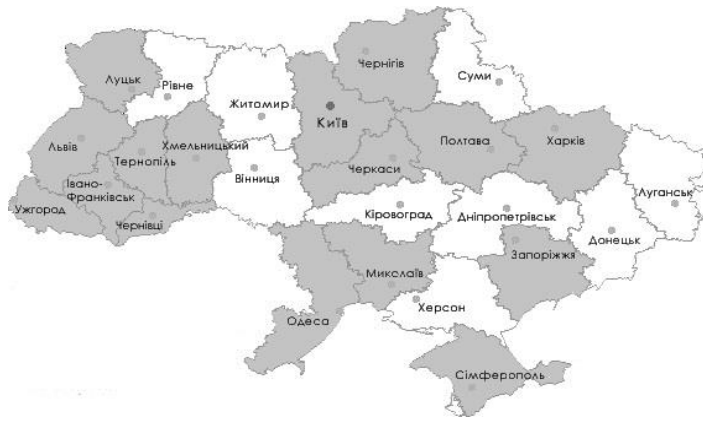 Чернігів
Суми
Луцьк
Рівне
Житомир
Київ
Львів
Тернопіль
Хмельницький
Полтава
Харків
Черкаси
Вінниця
Івано-
Франківськ
Ужгород
Чернівці
Кіровоград
Дніпропетрівськ
Луганськ
Донецьк
Запоріжжя
Миколаїв
Херсон
Одеса
Сімферополь